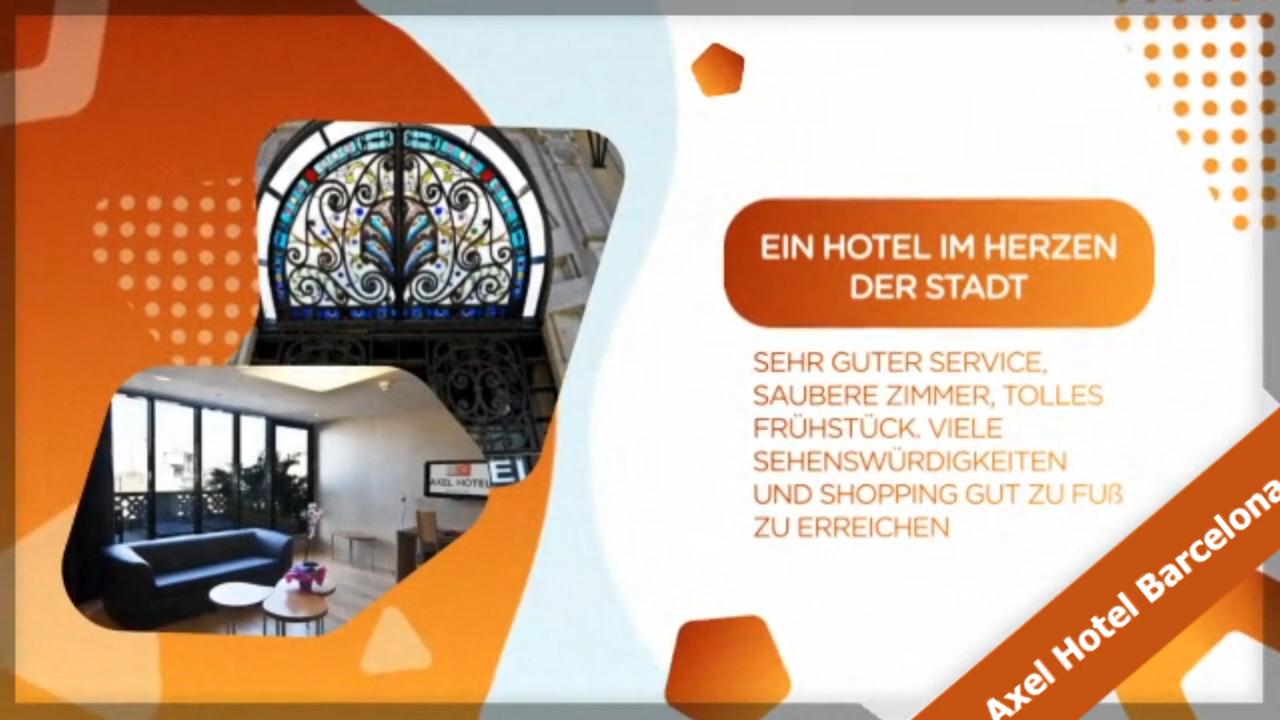 EIN HOTEL IM HERZEN
DER STADT
SEHR GUTER SERVICE,
SAUBERE ZIMMER, TOLLES
FRÜHSTÜCK. VIELE
SEHENSWÜRDIGKEITEN
UND SHOPPING GUT ZU FUß
ZU ERREICHEN
AXEL HOTEL
EL
Axel Hotel Barcelona